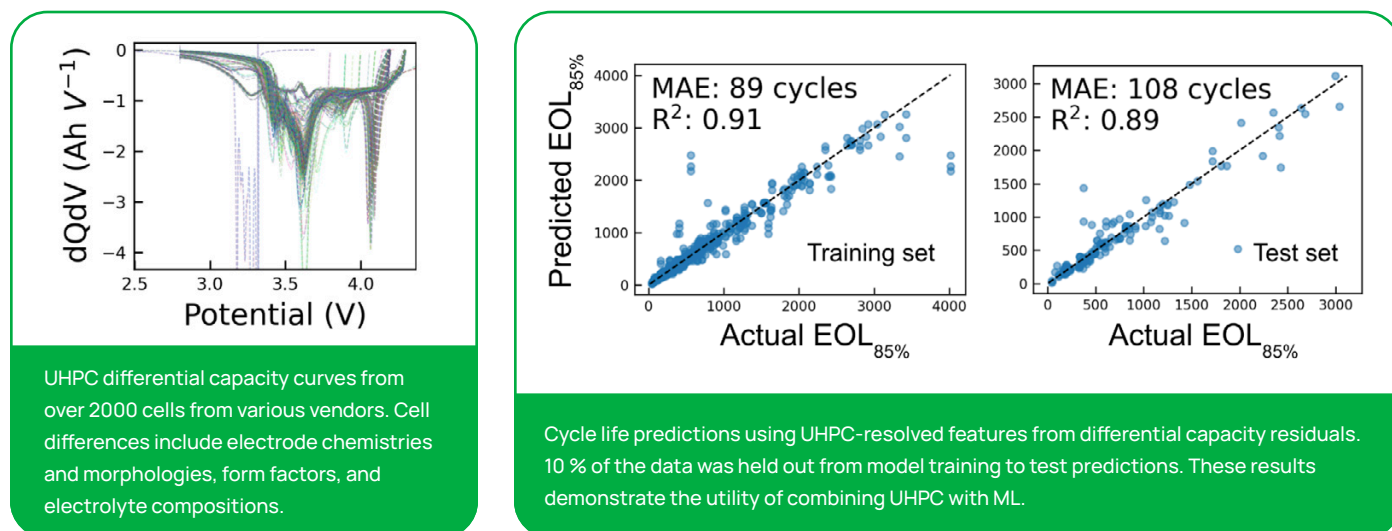 dQdV (Ah V⁻¹)
0
−1
−2
−3
−4
2.5 3.0 3.5 4.0
Potential (V)
UHPC differential capacity curves from
over 2000 cells from various vendors. Cell
differences include electrode chemistries
and morphologies, form factors, and
electrolyte compositions.
Predicted EOL85%
4000
3000
2000
1000
0
MAE: 89 cycles
R²: 0.91
Training set
0 1000 2000 3000 4000
Actual EOL85%
3000
2500
2000
1500
1000
500
0
MAE: 108 cycles
R²: 0.89
Test set
0 500 1000 1500 2000 2500 3000
Actual EOL85%
Cycle life predictions using UHPC-resolved features from differential capacity residuals.
10 % of the data was held out from model training to test predictions. These results
demonstrate the utility of combining UHPC with ML.